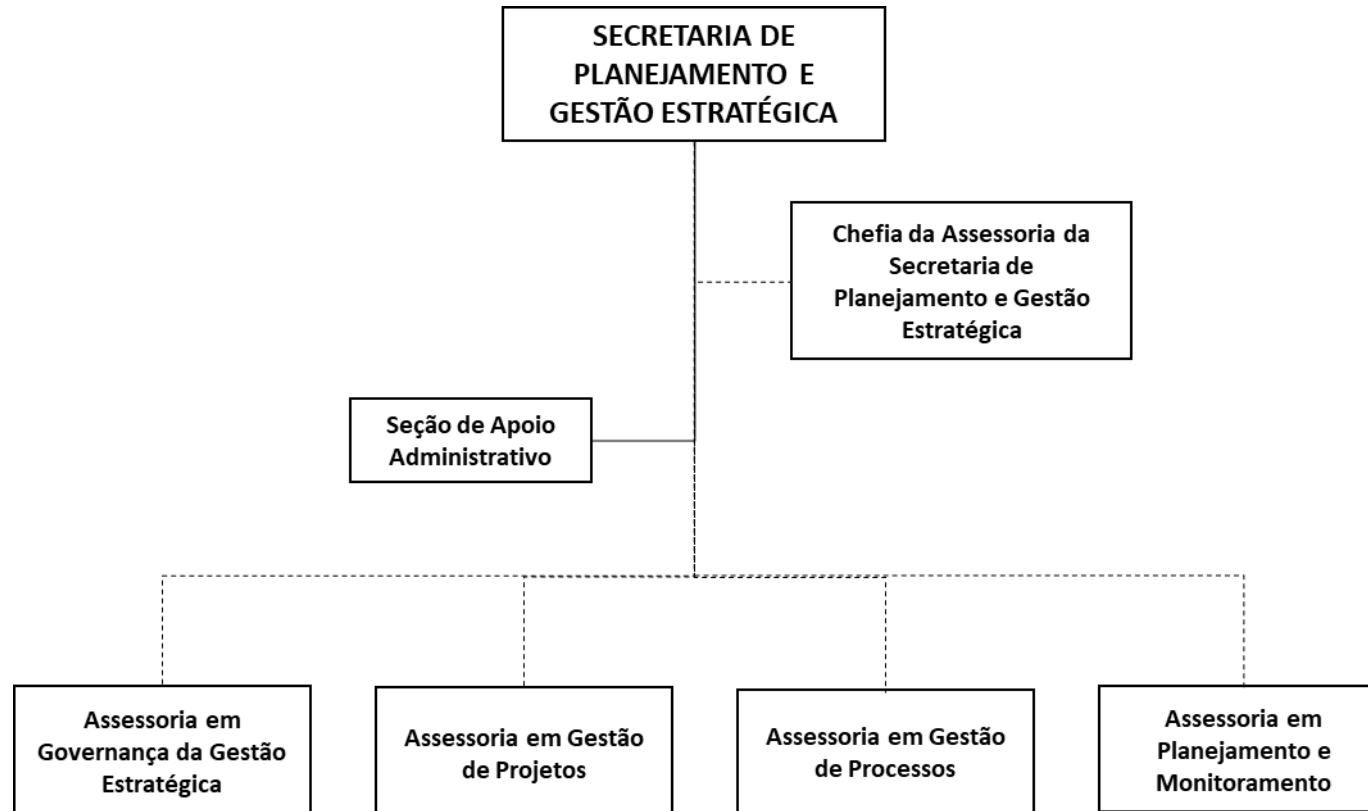 SECRETARIA DE
PLANEJAMENTO E
GESTÃO ESTRATÉGICA
Chefia da Assessoria da
Secretaria de
Planejamento e Gestão
Estratégica
Seção de Apoio
Administrativo
Assessoria em
Governança da Gestão
Estratégica
Assessoria em Gestão
de Projetos
Assessoria em Gestão
de Processos
Assessoria em
Planejamento e
Monitoramento